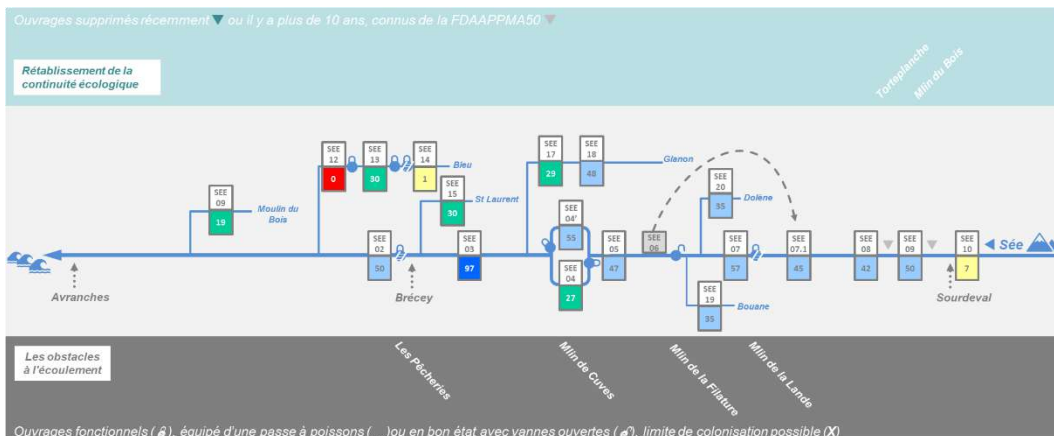 Ouvrages supprimés récemment ou il y a plus de 10 ans, connus de la FDAAPPMA50
Rétablissement de la
continuité écologique
Torteplanche
Mlin du Bois
SEE
12
0
SEE
13
30
SEE
14
1
Bieu
SEE
17
29
SEE
18
48
Glanon
SEE
09
19
Moulin du
Bois
SEE
15
30
St Laurent
SEE
20
35
Dolène
SEE
04'
55
SEE
02
50
SEE
03
97
SEE
05
47
SEE
06
SEE
07
57
SEE
07.1
45
SEE
08
42
SEE
09
50
SEE
10
7
Sée
SEE
04
27
SEE
19
35
Bouane
Avranches
Brécey
Sourdeval
Les obstacles
à l'écoulement
Les Pêcheries
Mlin de Cuves
Mlin de la Filature
Mlin de la Lande
Ouvrages fonctionnels ( ), équipé d'une passe à poissons ( )ou en bon état avec vannes ouvertes ( ), limite de colonisation possible (X)